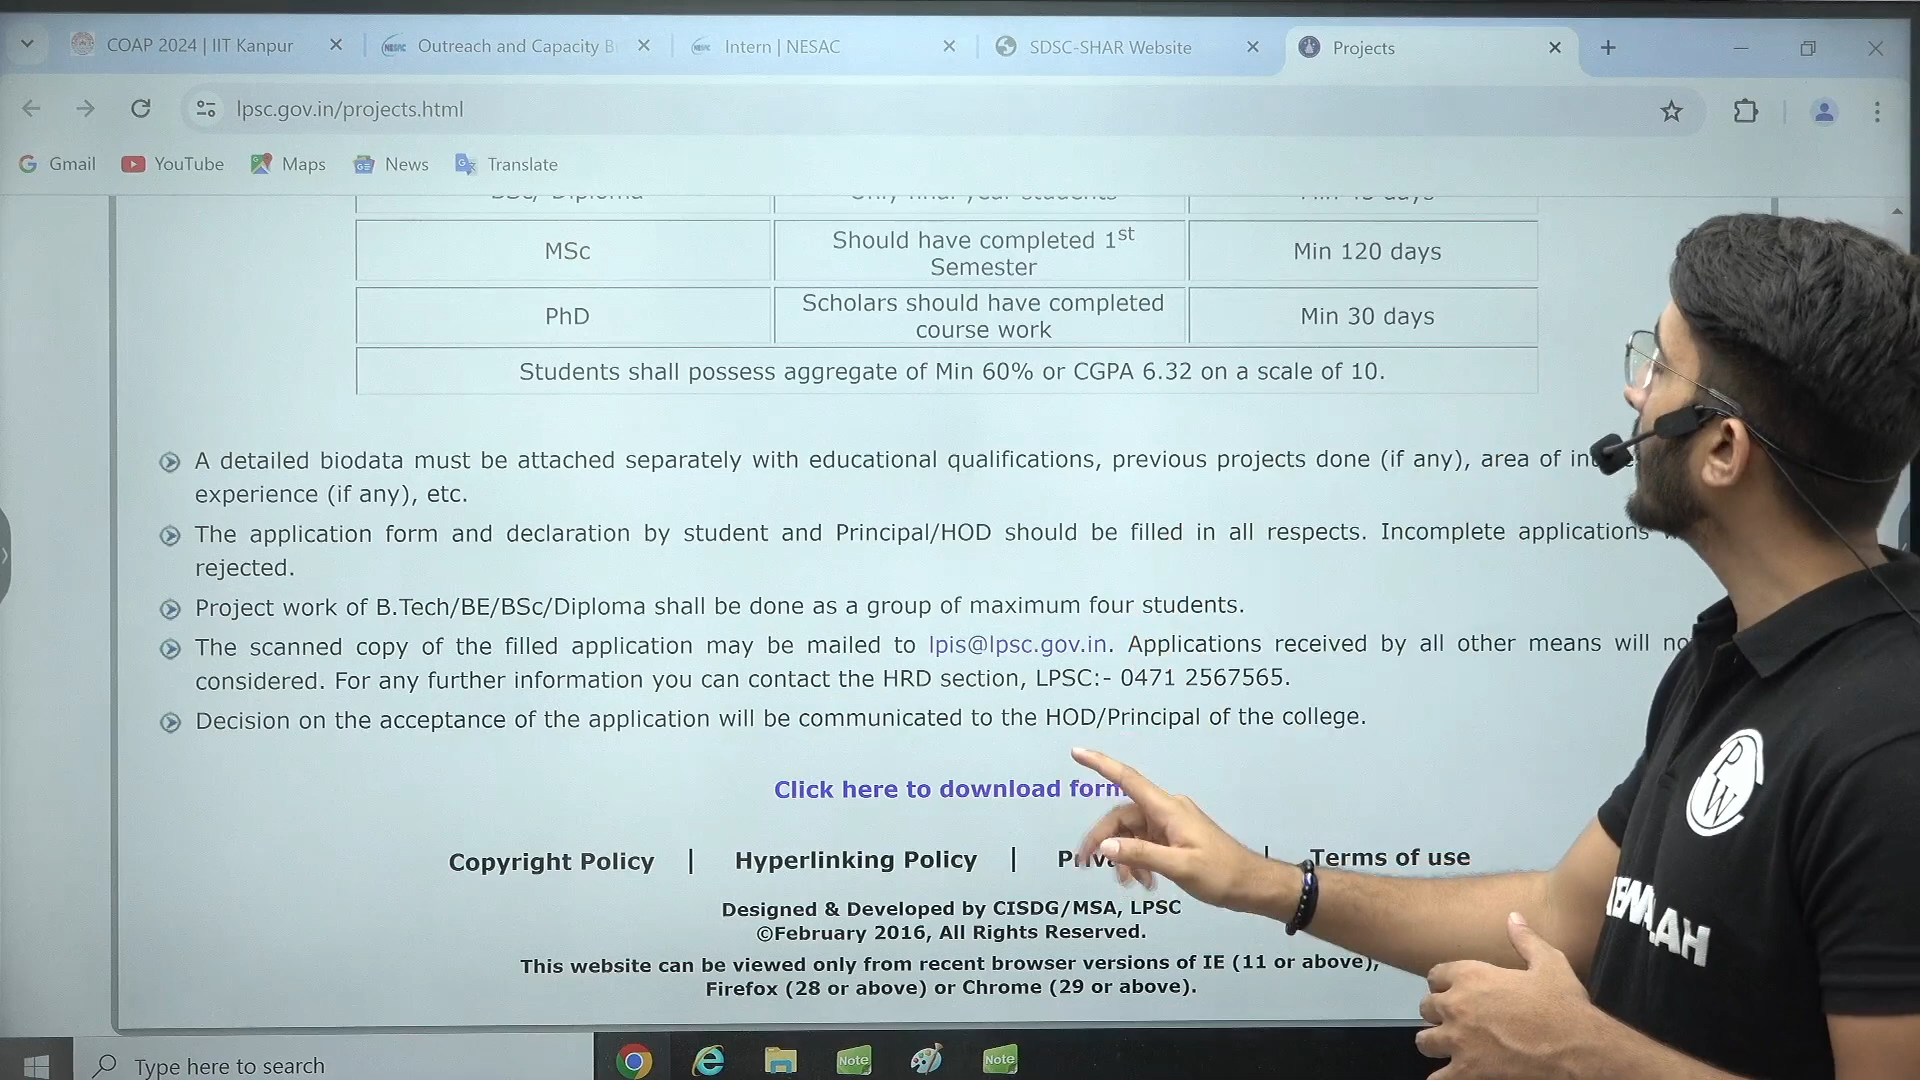 COAP 2024 | IIT Kanpur
Outreach and Capacity B
Intern | NESAC
SDSC-SHAR Website
Projects
lpsc.gov.in/projects.html
Gmail
YouTube
Maps
News
Translate
MSc
Should have completed 1st
Semester
Min 120 days
PhD
Scholars should have completed
course work
Min 30 days
Students shall possess aggregate of Min 60% or CGPA 6.32 on a scale of 10.
A detailed biodata must be attached separately with educational qualifications, previous projects done (if any), area of
experience (if any), etc.
The application form and declaration by student and Principal/HOD should be filled in all respects. Incomplete applications
rejected.
Project work of B.Tech/BE/BSc/Diploma shall be done as a group of maximum four students.
The scanned copy of the filled application may be mailed to lpis@lpsc.gov.in. Applications received by all other means will
considered. For any further information you can contact the HRD section, LPSC:- 0471 2567565.
Decision on the acceptance of the application will be communicated to the HOD/Principal of the college.
Click here to download form
Copyright Policy | Hyperlinking Policy | | Terms of use
Designed & Developed by CISDG/MSA, LPSC
©February 2016, All Rights Reserved.
This website can be viewed only from recent browser versions of IE (11 or above),
Firefox (28 or above) or Chrome (29 or above).
Type here to search
Note
Note
PW